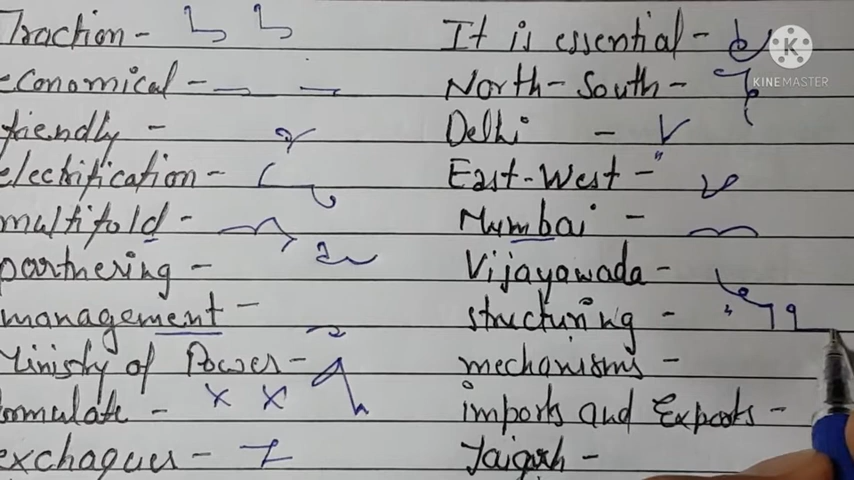 Traction -
economical -
friendly -
electrification -
multifold -
partnering -
management -
Ministry of Power -
formulate -
exchaques -
It is essential -
North-South -
Delhi -
East-West -
Mumbai -
Vijayawada -
structuring -
mechanisms -
imports and Exports -
Jaigarh -
K
KINEMASTER